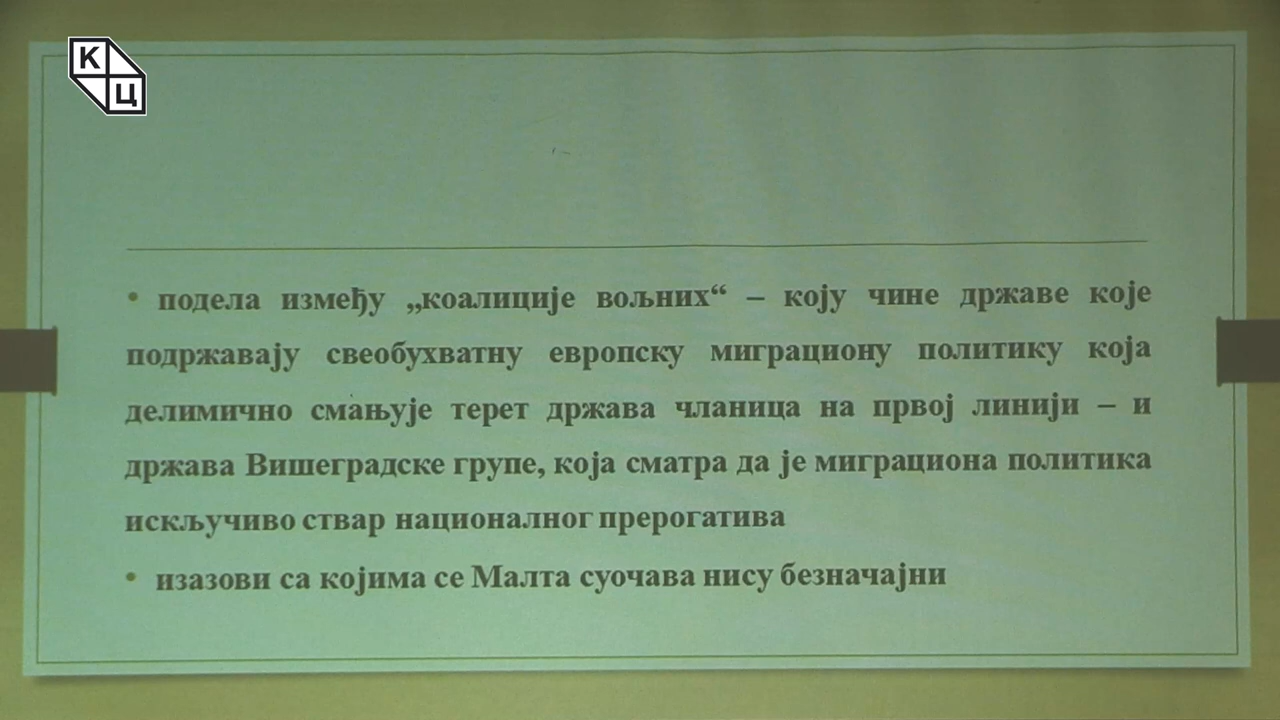 К
Ц
• подела између „коалиције вољних“ – коју чине државе које
подржавају свеобухватну европску миграциону политику која
делимично смањује терет држава чланица на првој линији – и
држава Вишеградске групе, која сматра да је миграциона политика
искључиво ствар националног прерогатива
• изазови са којима се Малта суочава нису безначајни